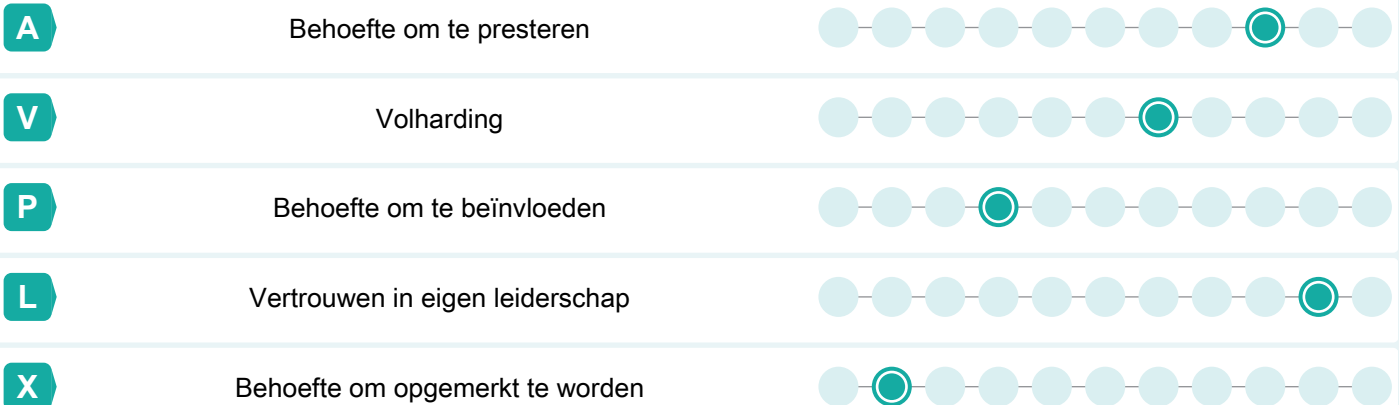 A Behoefte om te presteren
V Volharding
P Behoefte om te beïnvloeden
L Vertrouwen in eigen leiderschap
X Behoefte om opgemerkt te worden